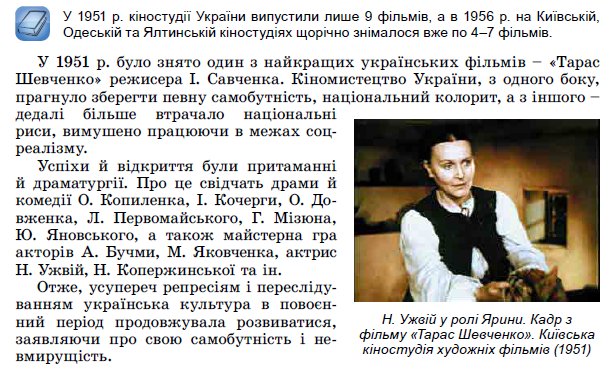 У 1951 р. кіностудії України випустили лише 9 фільмів, а в 1956 р. на Київській,
Одеській та Ялтинській кіностудіях щорічно знімалося вже по 4–7 фільмів.
У 1951 р. було знято один з найкращих українських фільмів – «Тарас
Шевченко» режисера І. Савченка. Кіномистецтво України, з одного боку,
прагнуло зберегти певну самобутність, національний колорит, а з іншого –
дедалі більше втрачало національні
риси, вимушено працюючи в межах соц-
реалізму.
Успіхи й відкриття були притаманні
й драматургії. Про це свідчать драми й
комедії О. Копиленка, І. Кочерги, О. До-
вженка, Л. Первомайського, Г. Мізюна,
Ю. Яновського, а також майстерна гра
акторів А. Бучми, М. Яковченка, актрис
Н. Ужвій, Н. Копержинської та ін.
Отже, усупереч репресіям і переслiду-
ванням українська культура в повоєн-
ний період продовжувала розвиватися,
заявляючи про свою самобутність і не-
вмирущість.
Н. Ужвій у ролі Ярини. Кадр з
фільму «Тарас Шевченко». Київська
кіностудія художніх фільмів (1951)